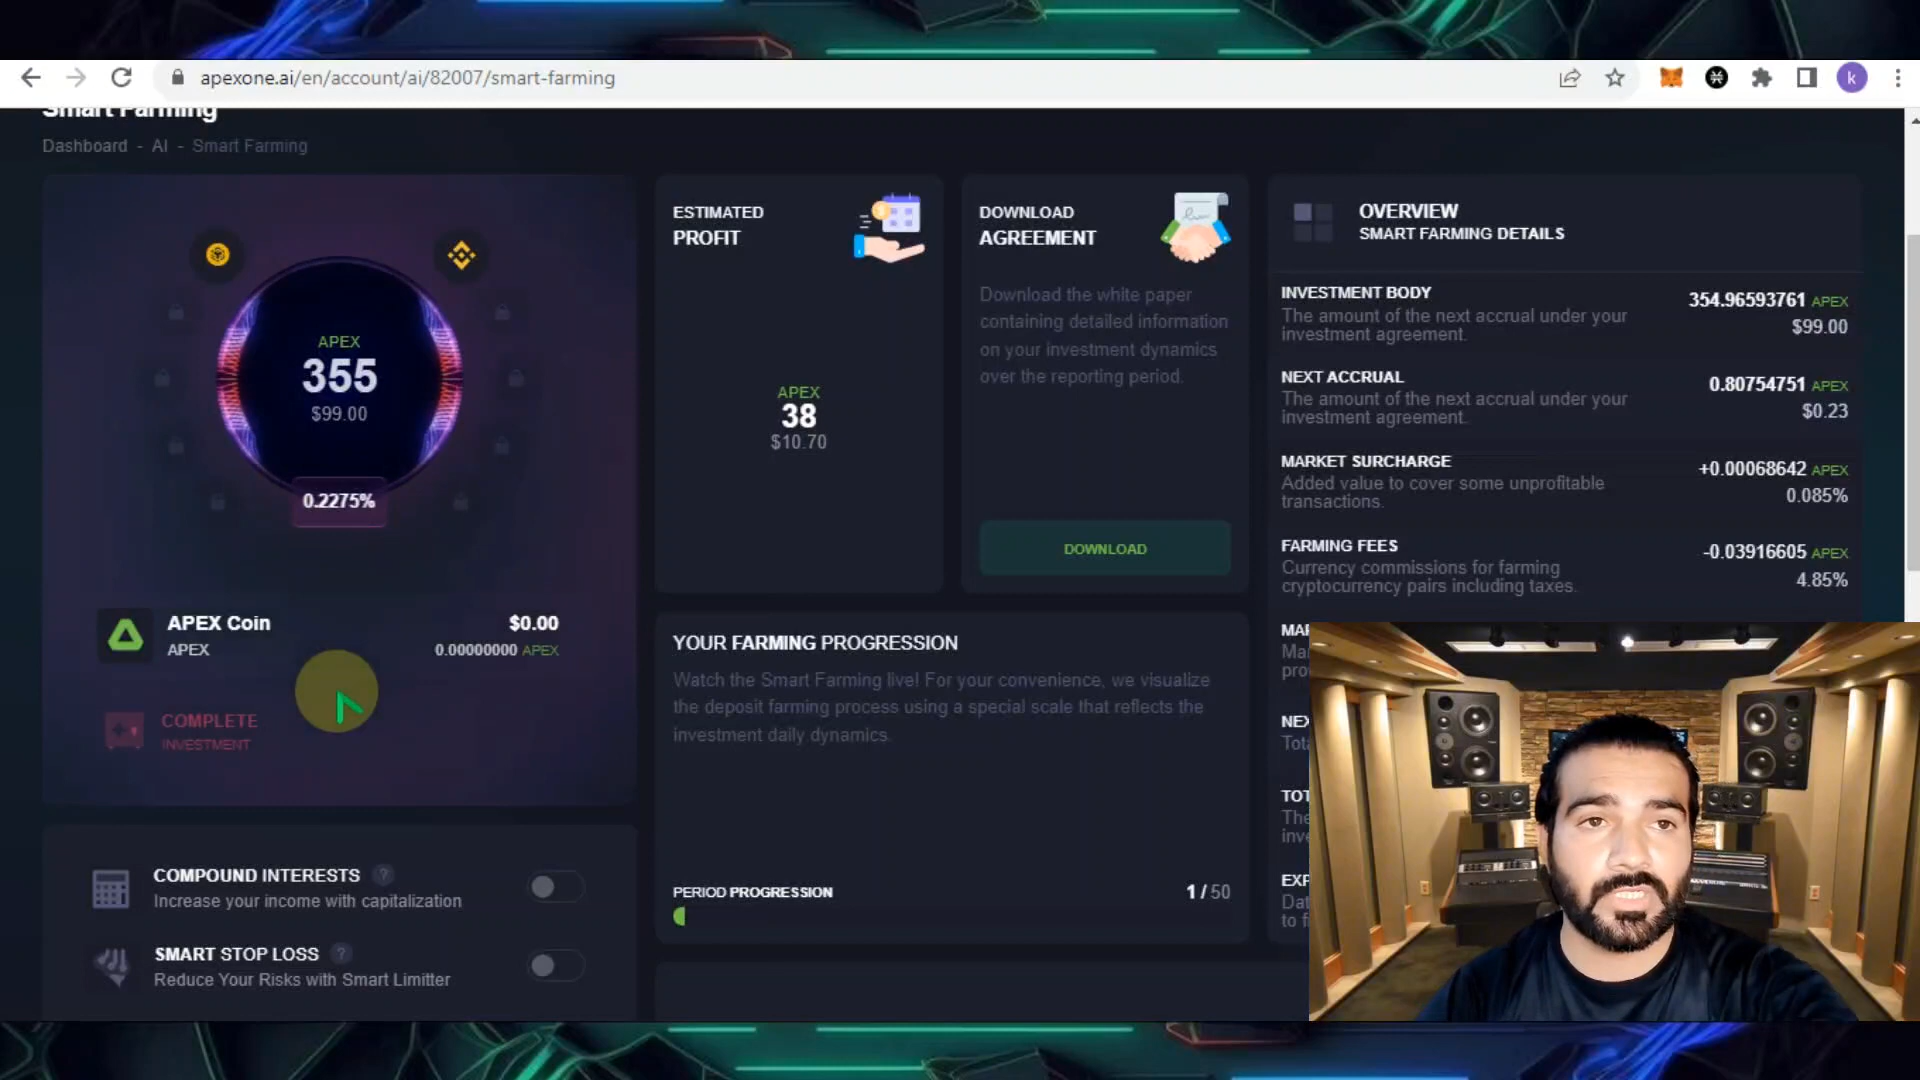 apexone.ai/en/account/ai/82007/smart-farming
k
Smart Farming
Dashboard - AI - Smart Farming
APEX
355
$99.00
0.2275%
APEX Coin
APEX
$0.00
0.00000000 APEX
COMPLETE
INVESTMENT
COMPOUND INTERESTS ?
Increase your income with capitalization
SMART STOP LOSS ?
Reduce Your Risks with Smart Limitter
ESTIMATED
PROFIT
APEX
38
$10.70
DOWNLOAD
AGREEMENT
Download the white paper
containing detailed information
on your investment dynamics
over the reporting period.
DOWNLOAD
YOUR FARMING PROGRESSION
Watch the Smart Farming live! For your convenience, we visualize
the deposit farming process using a special scale that reflects the
investment daily dynamics.
PERIOD PROGRESSION
1 / 50
OVERVIEW
SMART FARMING DETAILS
INVESTMENT BODY
The amount of the next accrual under your
investment agreement.
354.96593761 APEX
$99.00
NEXT ACCRUAL
The amount of the next accrual under your
investment agreement.
0.80754751 APEX
$0.23
MARKET SURCHARGE
Added value to cover some unprofitable
transactions.
+0.00068642 APEX
0.085%
FARMING FEES
Currency commissions for farming
cryptocurrency pairs including taxes.
-0.03916605 APEX
4.85%